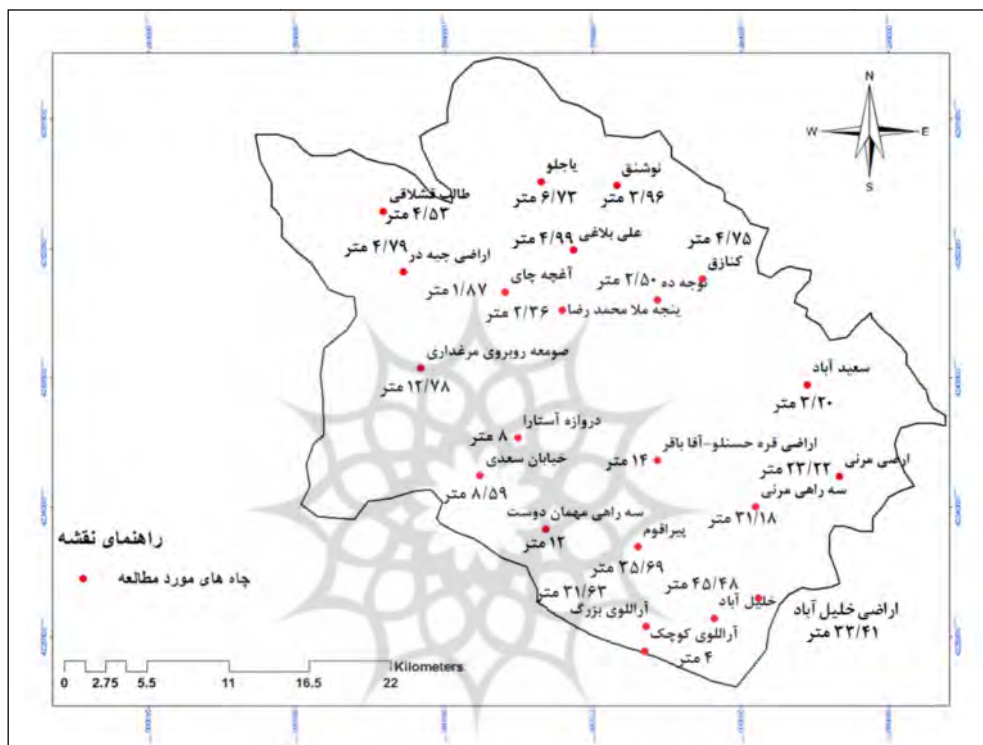 N
W E
S
یاجلو
۶/۷۳ متر
نوشنق
۳/۹۶ متر
طالب قشلاقی
۴/۵۳ متر
علی بلاغی
۴/۹۹ متر
۴/۷۵ متر
کنازق
۴/۷۹ متر
اراضی جبه در
آغچه چای
۱/۸۷ متر
نوجه ده
۲/۵۰ متر
پنجه ملا محمد رضا
۲/۳۶ متر
صومعه روبروی مرغداری
۱۲/۷۸ متر
سعید آباد
۳/۲۰ متر
دروازه آستارا
۸ متر
اراضی قره حسنلو-آقا باقر
۱۴ متر
خیابان سعدی
۸/۵۹ متر
ارضی مرنی
۲۳/۲۲ متر
سه راهی مرنی
۳۱/۱۸ متر
سه راهی مهمان دوست
۱۲ متر
پیراقوم
۲۵/۶۹ متر
۴۵/۴۸ متر
خلیل آباد
۳۱/۶۳ متر
آراللوی بزرگ
آراللوی کوچک
۴ متر
اراضی خلیل آباد
۳۳/۴۱ متر
راهنمای نقشه
چاه های مورد مطالعه
Kilometers
0 2.75 5.5 11 16.5 22